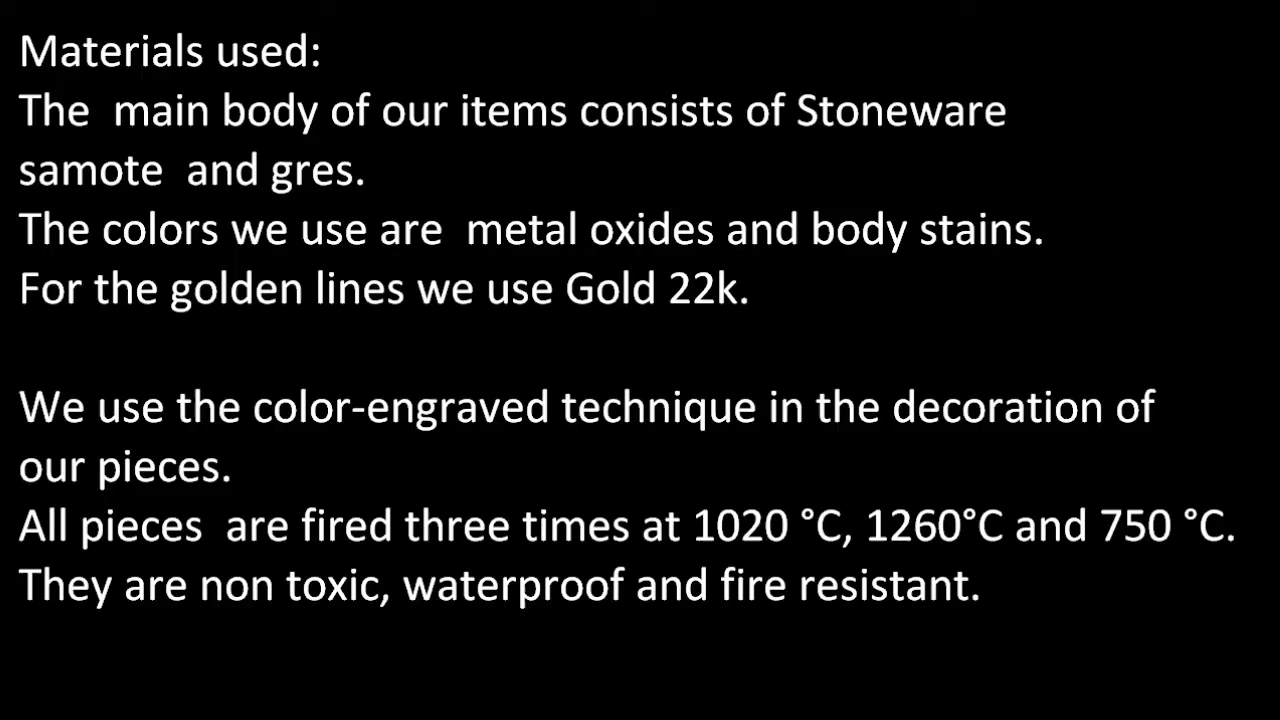 Materials used:
The  main body of our items consists of Stoneware
samote  and gres.
The colors we use are  metal oxides and body stains.
For the golden lines we use Gold 22k.
We use the color-engraved technique in the decoration of
our pieces.
All pieces  are fired three times at 1020 °C, 1260°C and 750 °C.
They are non toxic, waterproof and fire resistant.